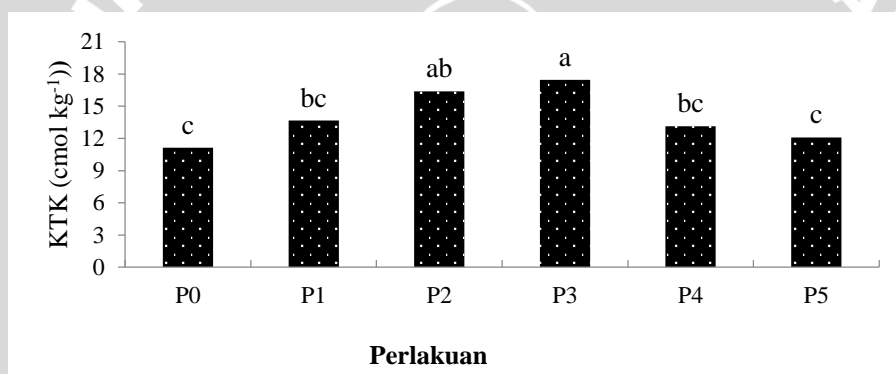 21
18
15
12
9
6
3
0
KTK (cmol kg⁻¹))
c
bc
ab
a
bc
c
P0 P1 P2 P3 P4 P5
Perlakuan